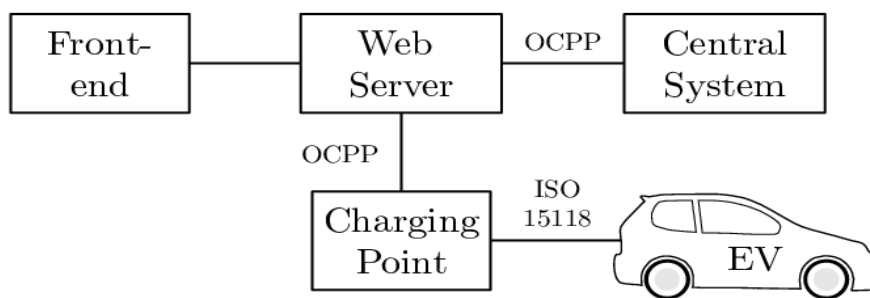 Front-
end
Web
Server
OCPP
Central
System
OCPP
Charging
Point
ISO
15118
EV